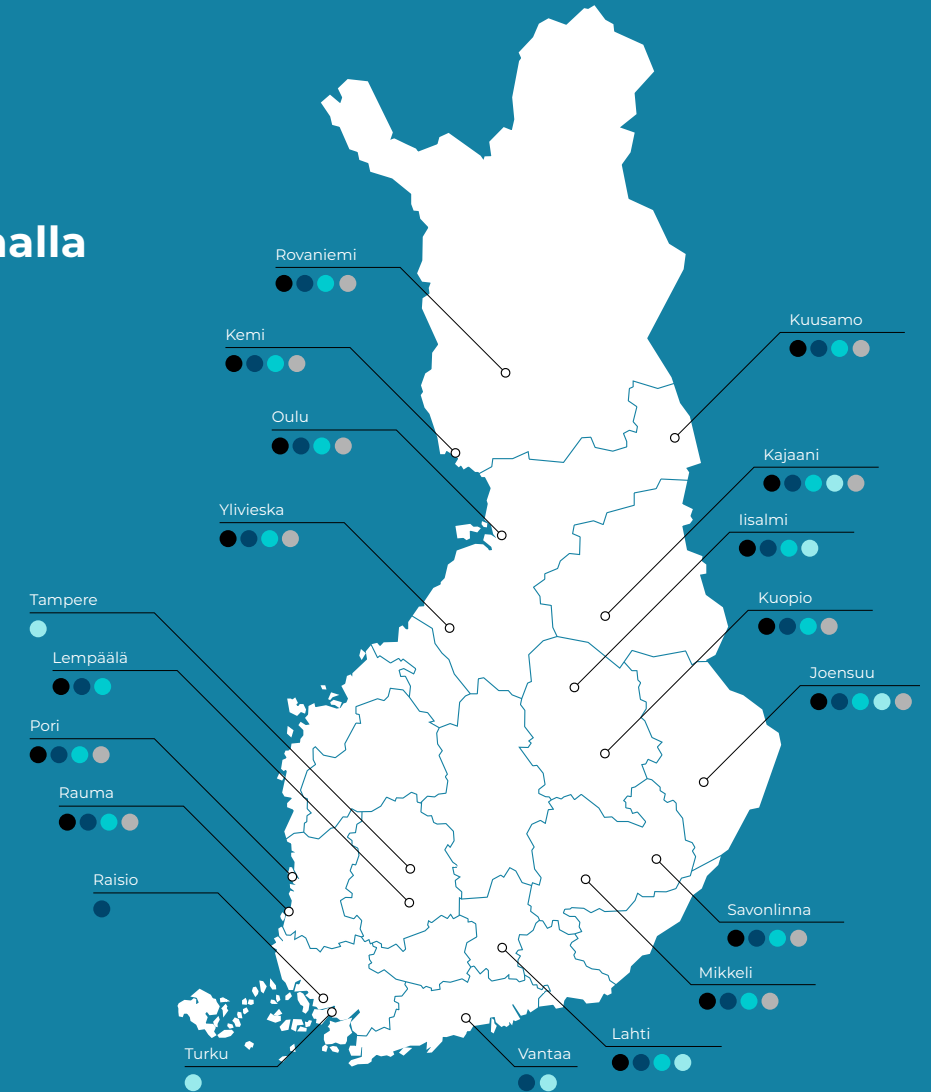 alla
Rovaniemi
Kuusamo
Kemi
Oulu
Kajaani
Ylivieska
Iisalmi
Tampere
Kuopio
Lempäälä
Joensuu
Pori
Rauma
Raisio
Savonlinna
Mikkeli
Lahti
Turku
Vantaa